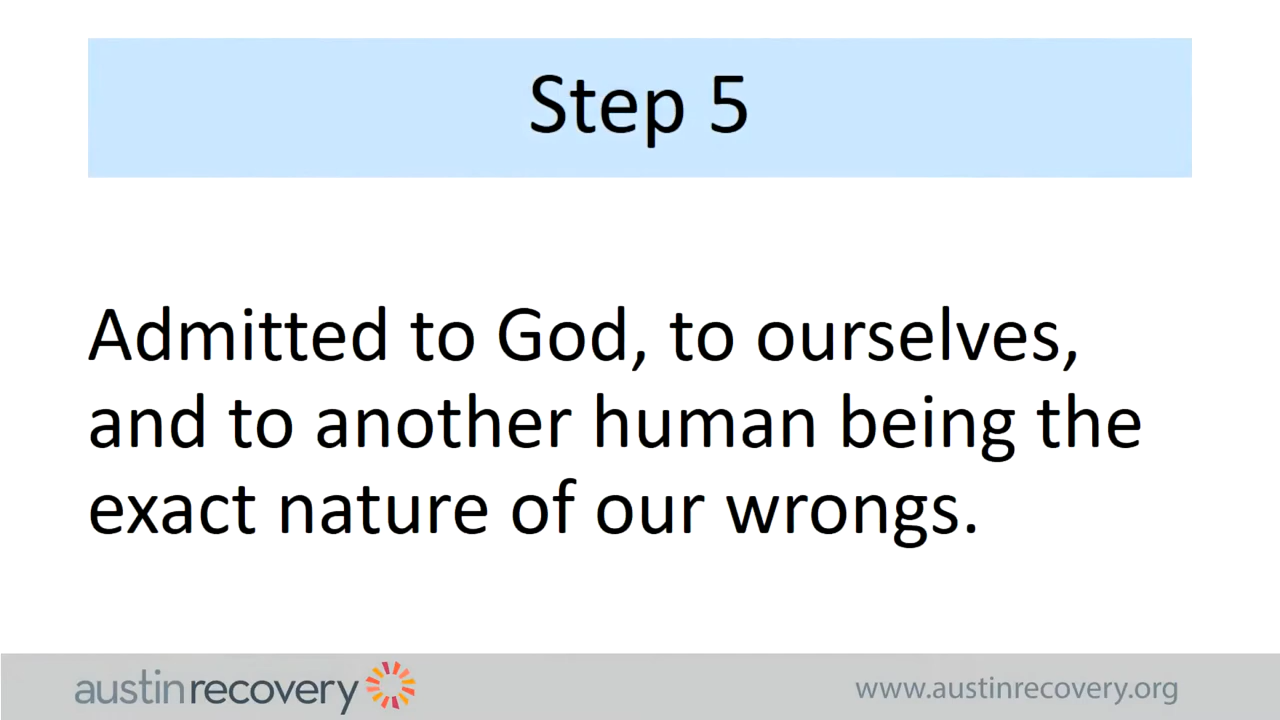 Step 5
Admitted to God, to ourselves,
and to another human being the
exact nature of our wrongs.
austinrecovery
www.austinrecovery.org